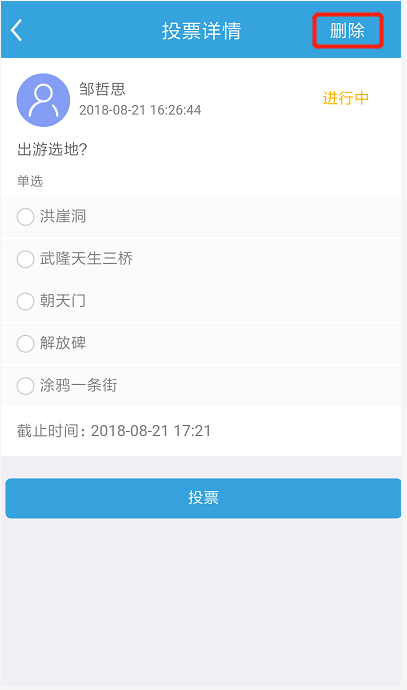 投票详情
删除
邹哲思
2018-08-21 16:26:44
进行中
出游选地?
单选
洪崖洞
武隆天生三桥
朝天门
解放碑
涂鸦一条街
截止时间：2018-08-21 17:21
投票